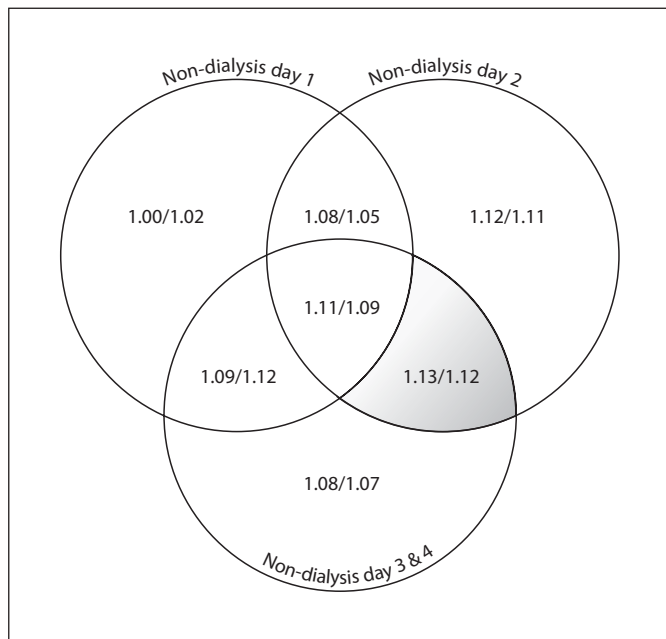 Non-dialysis day 1
Non-dialysis day 2
1.00/1.02
1.08/1.05
1.12/1.11
1.11/1.09
1.09/1.12
1.13/1.12
1.08/1.07
Non-dialysis day 3 & 4